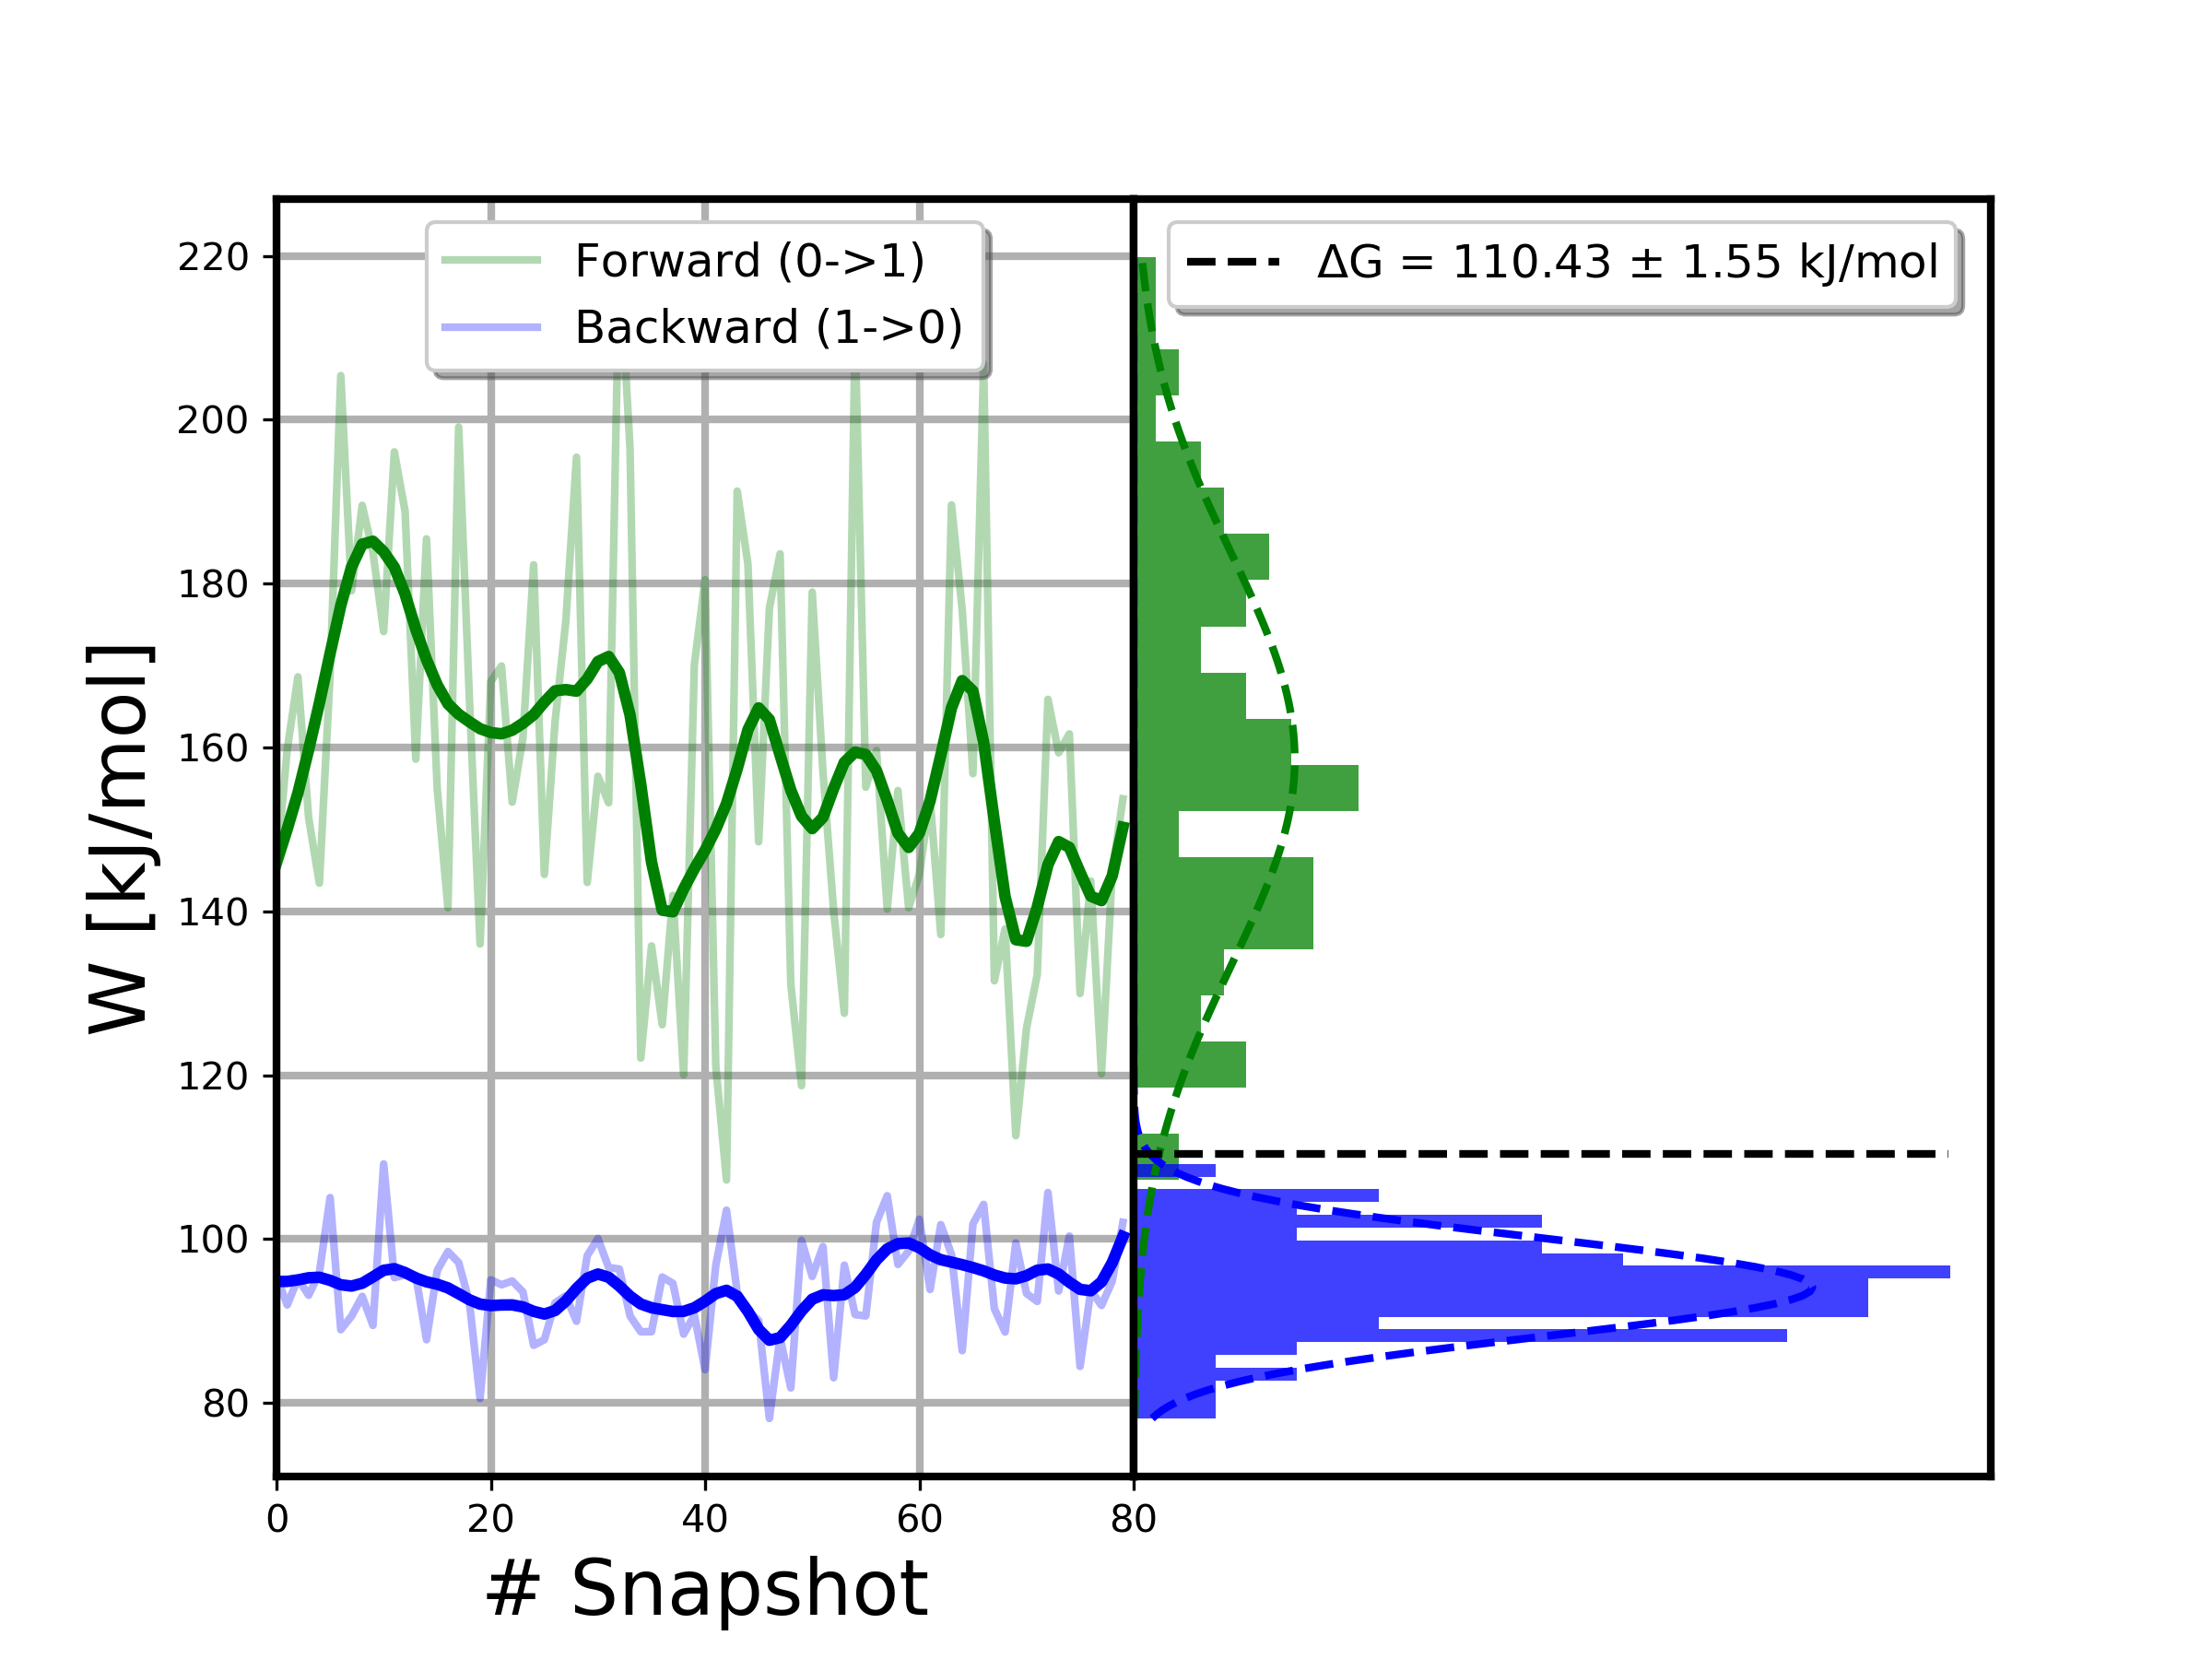 Forward (0->1)
Backward (1->0)
ΔG = 110.43 ± 1.55 kJ/mol
220
200
180
160
140
120
100
80
W [kJ/mol]
0 20 40 60 80
# Snapshot